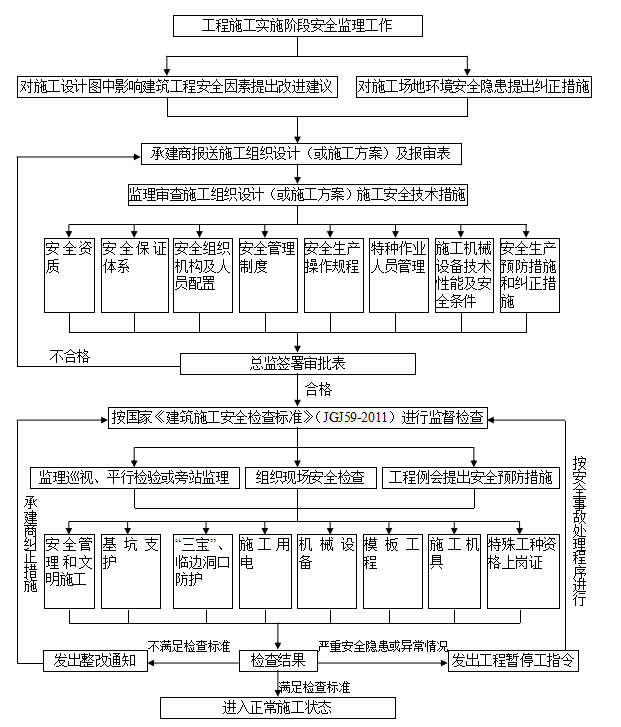 工程施工实施阶段安全监理工作
对施工设计图中影响建筑工程安全因素提出改进建议
对施工场地环境安全隐患提出纠正措施
承建商报送施工组织设计（或施工方案）及报审表
监理审查施工组织设计（或施工方案）施工安全技术措施
安全资
质
安全保证
体系
安全组织
机构及人
员配置
安全管理
制度
安全生产
操作规程
特种作业
人员管理
施工机械
设备技术
性能及安
全条件
安全生产
预防措施
和纠正措
施
不合格
总监签署审批表
合格
按国家《建筑施工安全检查标准》（JGJ59-2011）进行监督检查
监理巡视、平行检验或旁站监理
组织现场安全检查
工程例会提出安全预防措施
承建商纠正措施
按安全事故处理程序进行
安全管
理和文
明施工
基坑支
护
“三宝”、
临边洞口
防护
施工用
电
机械设
备
模板工
程
施工机
具
特殊工种资
格上岗证
不满足检查标准
严重安全隐患或异常情况
发出整改通知
检查结果
发出工程暂停工指令
满足检查标准
进入正常施工状态